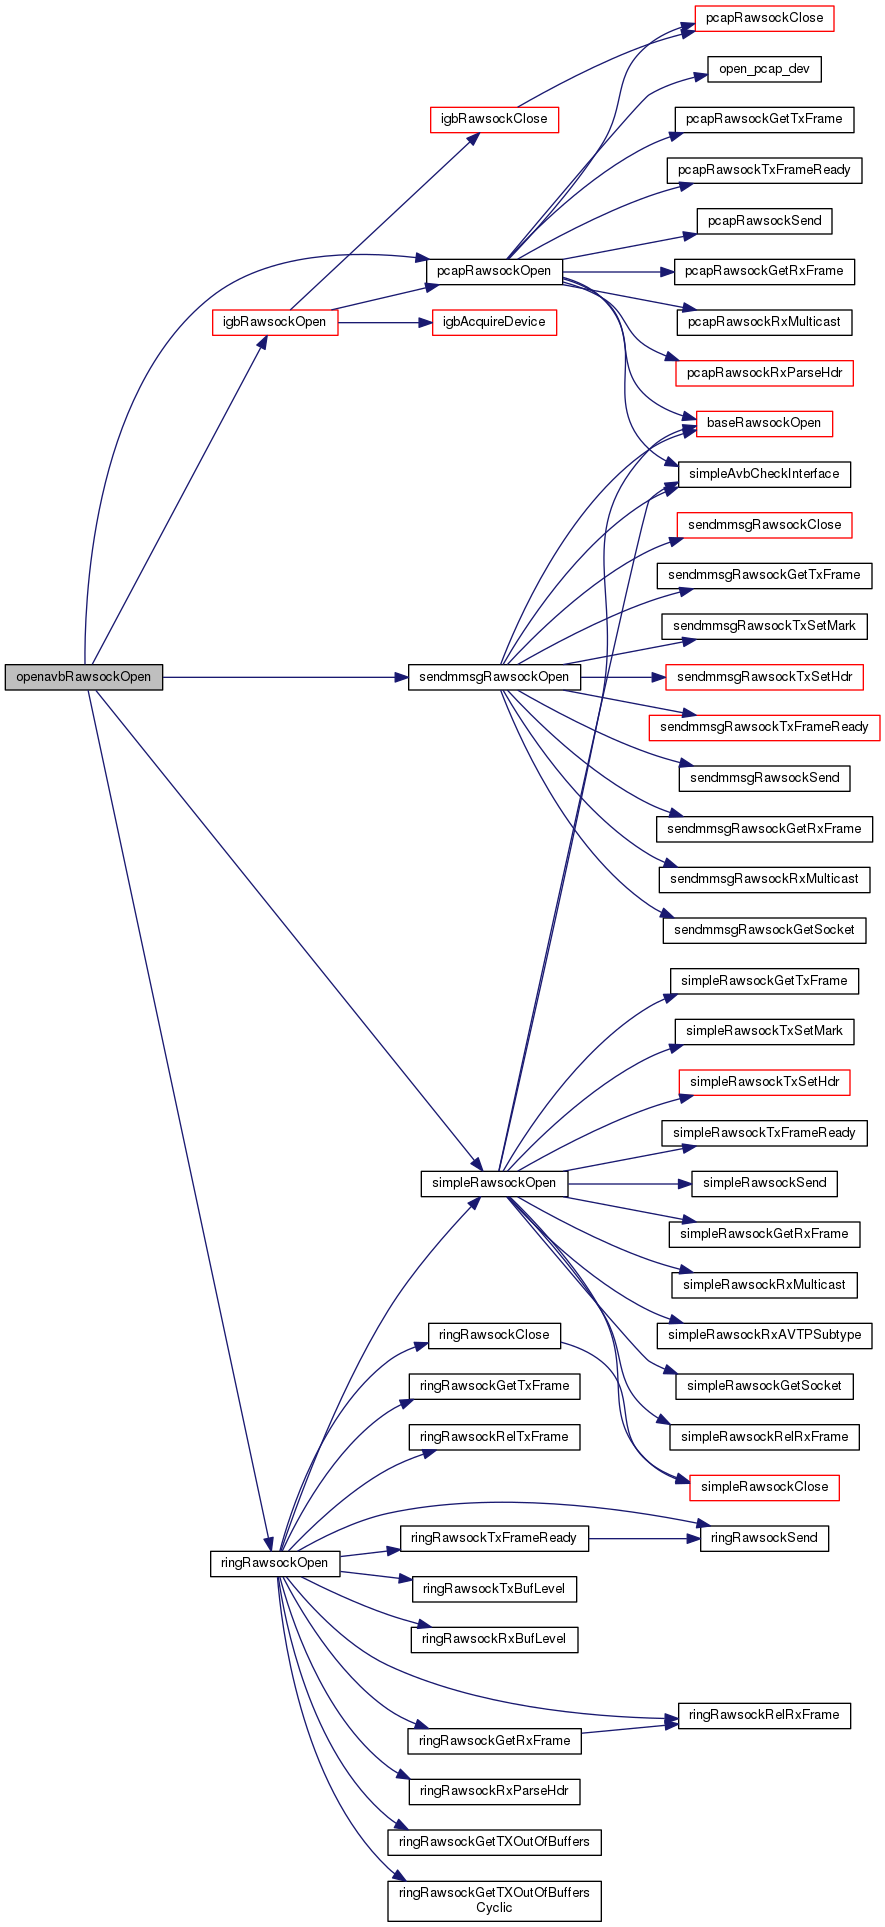 pcapRawsockClose
open_pcap_dev
pcapRawsockGetTxFrame
igbRawsockClose
pcapRawsockTxFrameReady
pcapRawsockSend
pcapRawsockOpen
pcapRawsockGetRxFrame
igbRawsockOpen
igbAcquireDevice
pcapRawsockRxMulticast
pcapRawsockRxParseHdr
baseRawsockOpen
simpleAvbCheckInterface
sendmmsgRawsockClose
sendmmsgRawsockGetTxFrame
sendmmsgRawsockTxSetMark
openavbRawsockOpen
sendmmsgRawsockOpen
sendmmsgRawsockTxSetHdr
sendmmsgRawsockTxFrameReady
sendmmsgRawsockSend
sendmmsgRawsockGetRxFrame
sendmmsgRawsockRxMulticast
sendmmsgRawsockGetSocket
simpleRawsockGetTxFrame
simpleRawsockTxSetMark
simpleRawsockTxSetHdr
simpleRawsockTxFrameReady
simpleRawsockOpen
simpleRawsockSend
simpleRawsockGetRxFrame
simpleRawsockRxMulticast
ringRawsockClose
simpleRawsockRxAVTPSubtype
ringRawsockGetTxFrame
simpleRawsockGetSocket
ringRawsockRelTxFrame
simpleRawsockRelRxFrame
simpleRawsockClose
ringRawsockTxFrameReady
ringRawsockSend
ringRawsockOpen
ringRawsockTxBufLevel
ringRawsockRxBufLevel
ringRawsockRelRxFrame
ringRawsockGetRxFrame
ringRawsockRxParseHdr
ringRawsockGetTXOutOfBuffers
ringRawsockGetTXOutOfBuffers
Cyclic